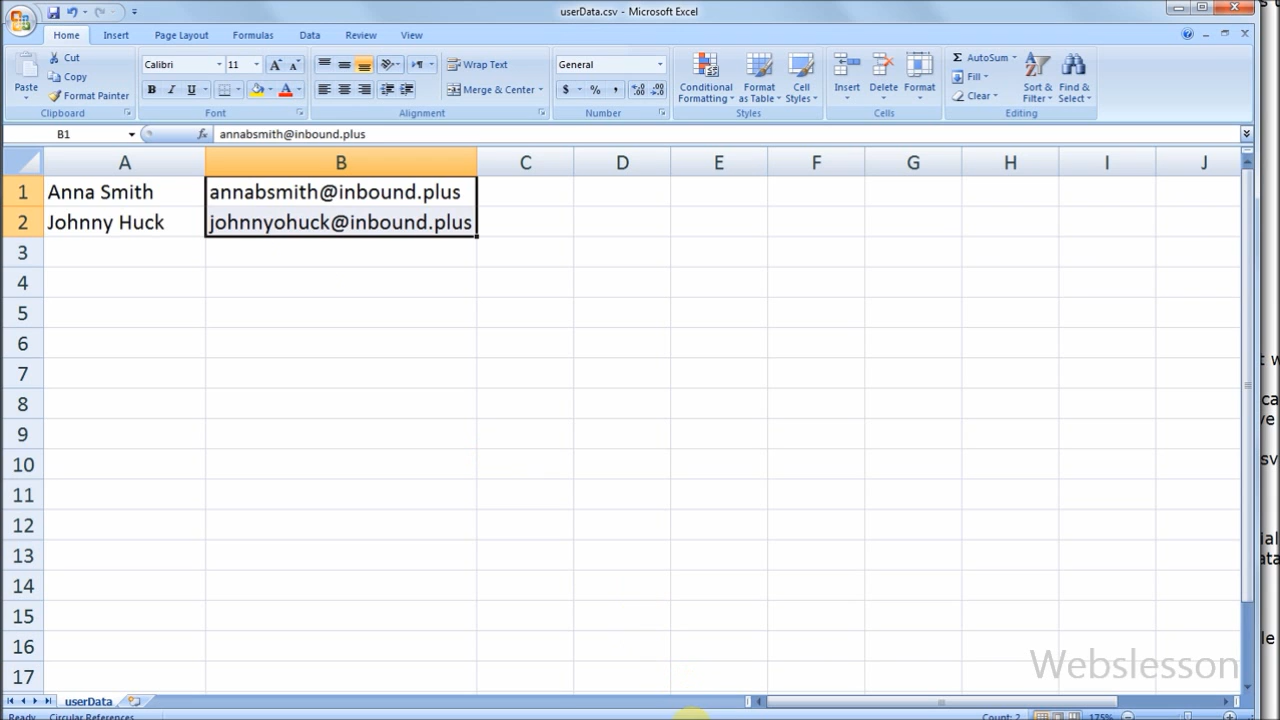 userData.csv - Microsoft Excel
Home Insert Page Layout Formulas Data Review View
Paste
Cut
Copy
Format Painter
Clipboard
Calibri 11 A A
B I U A
Font
Wrap Text
Merge & Center
Alignment
General
$ % ,
Number
Conditional Formatting
Format as Table
Cell Styles
Styles
Insert Delete Format
Cells
Σ AutoSum
Fill
Clear
Sort & Filter
Find & Select
Editing
B1 fx annabsmith@inbound.plus
A B C D E F G H I J
1 Anna Smith annabsmith@inbound.plus
2 Johnny Huck johnnyohuck@inbound.plus
3
4
5
6
7
8
9
10
11
12
13
14
15
16
17
Webslesson
userData
Ready Circular References Count: 2 175%